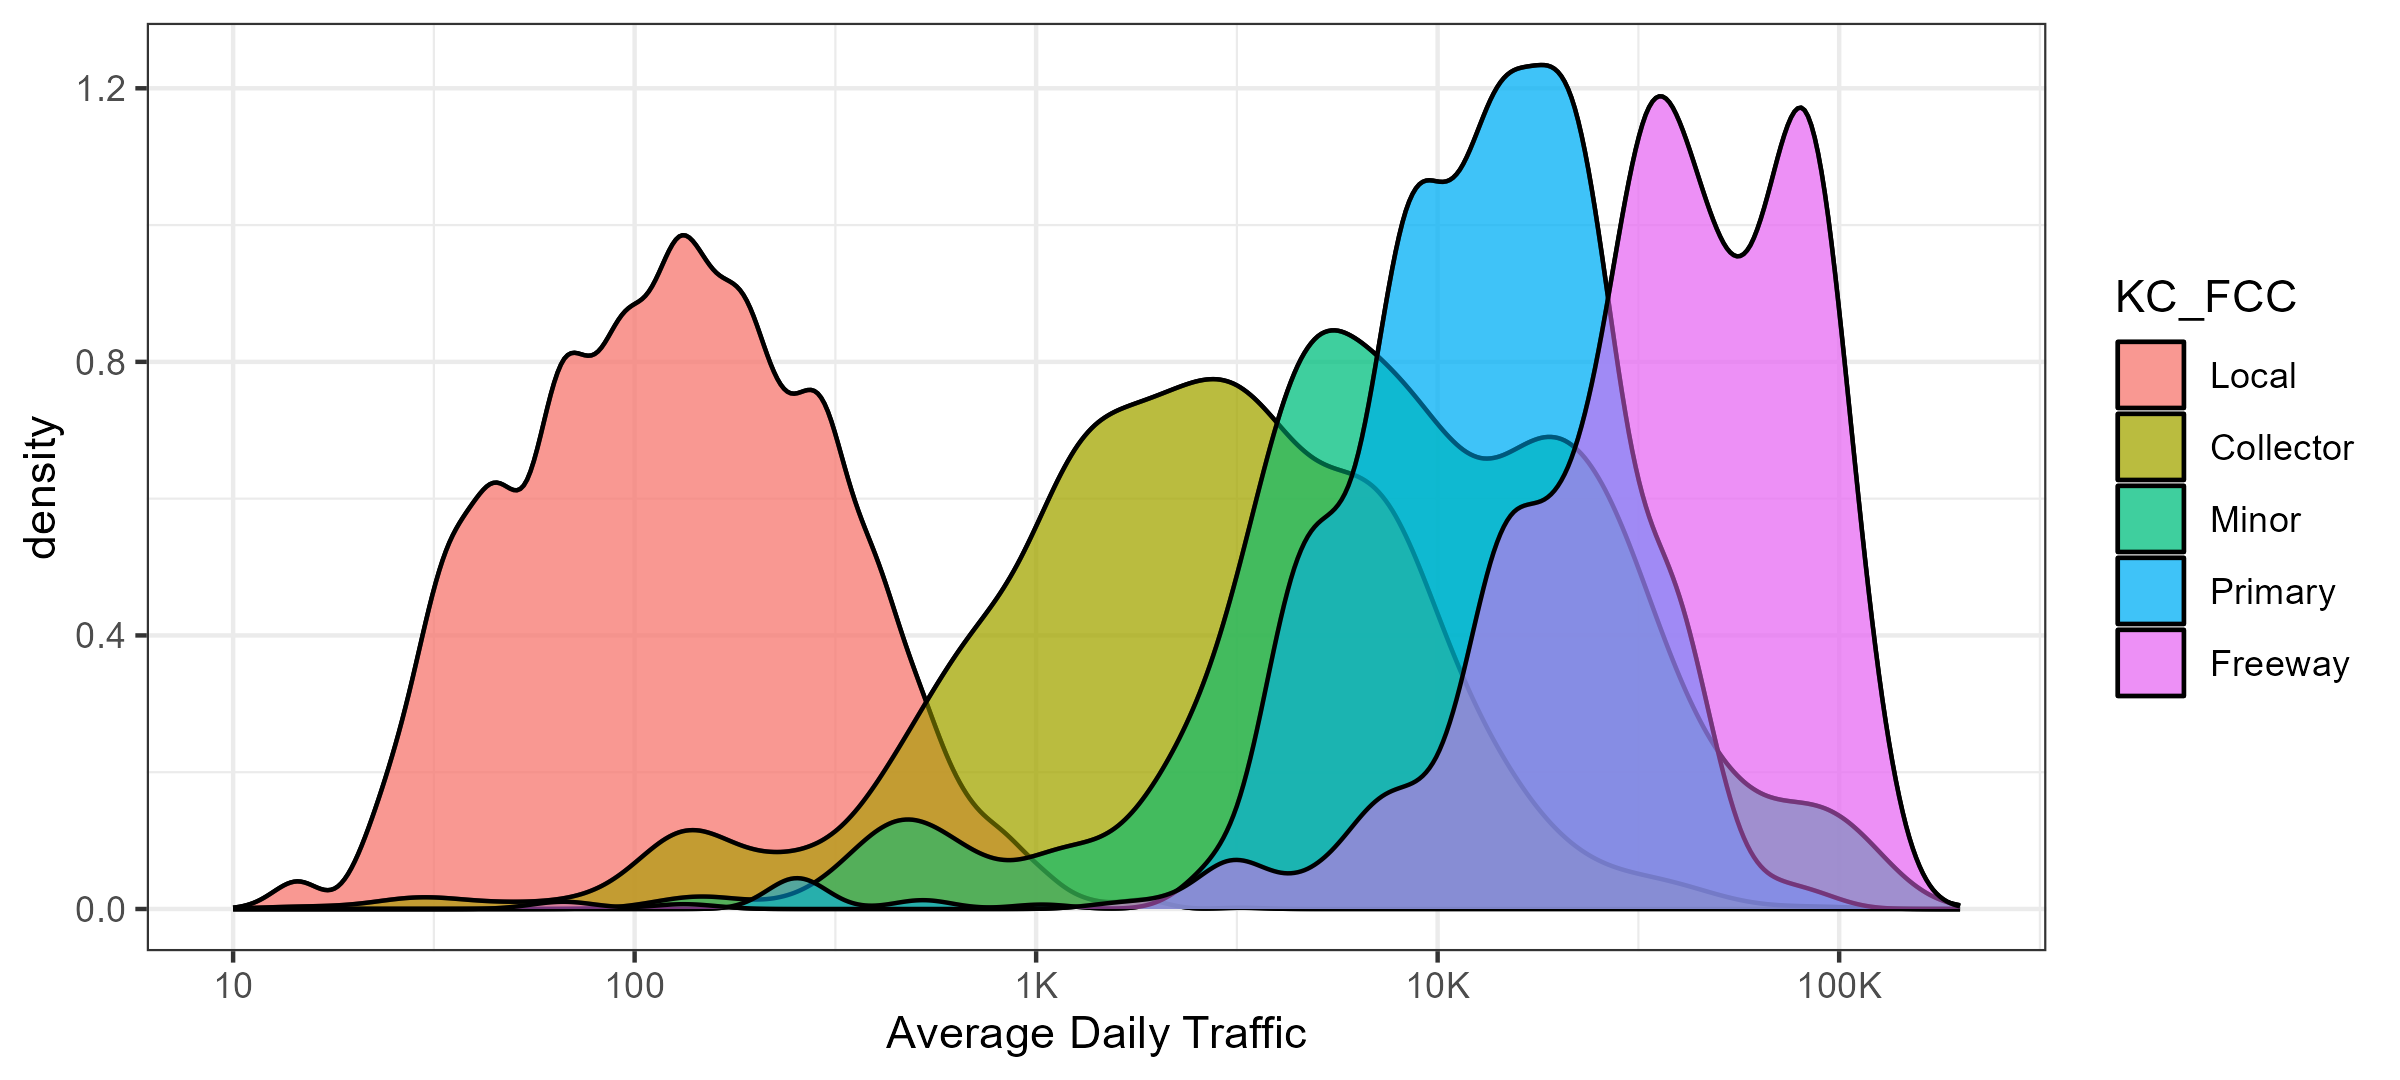 density
1.2
0.8
0.4
0.0
10 100 1K 10K 100K
Average Daily Traffic
KC_FCC
Local
Collector
Minor
Primary
Freeway